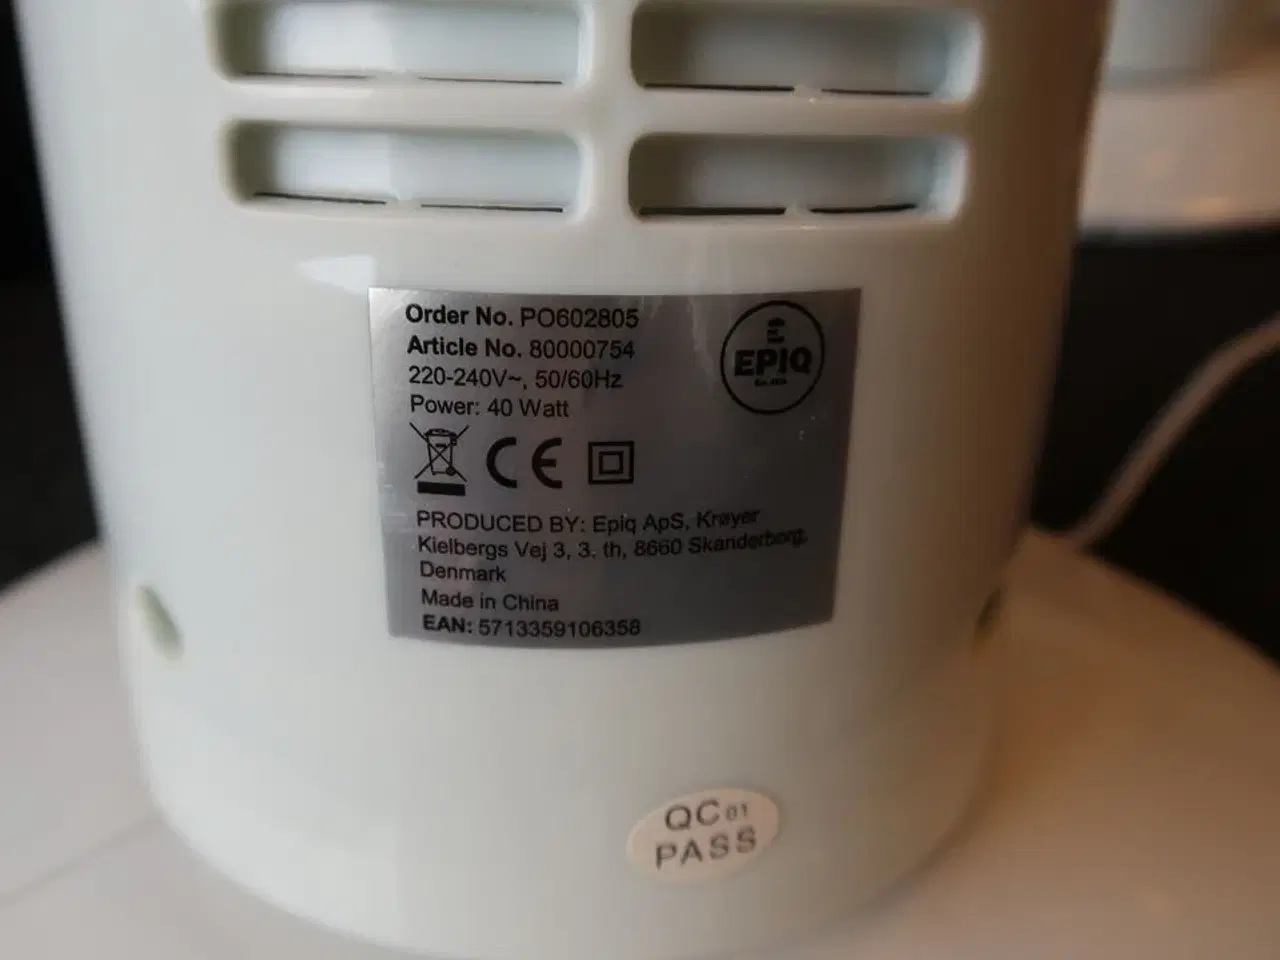 Order No. PO602805
Article No. 80000754
220-240V~, 50/60Hz
Power: 40 Watt
EPIQ
CE
PRODUCED BY: Epiq ApS, Krøyer
Kielbergs Vej 3, 3. th, 8660 Skanderborg,
Denmark
Made in China
EAN: 5713359106358
QC 01
PASS